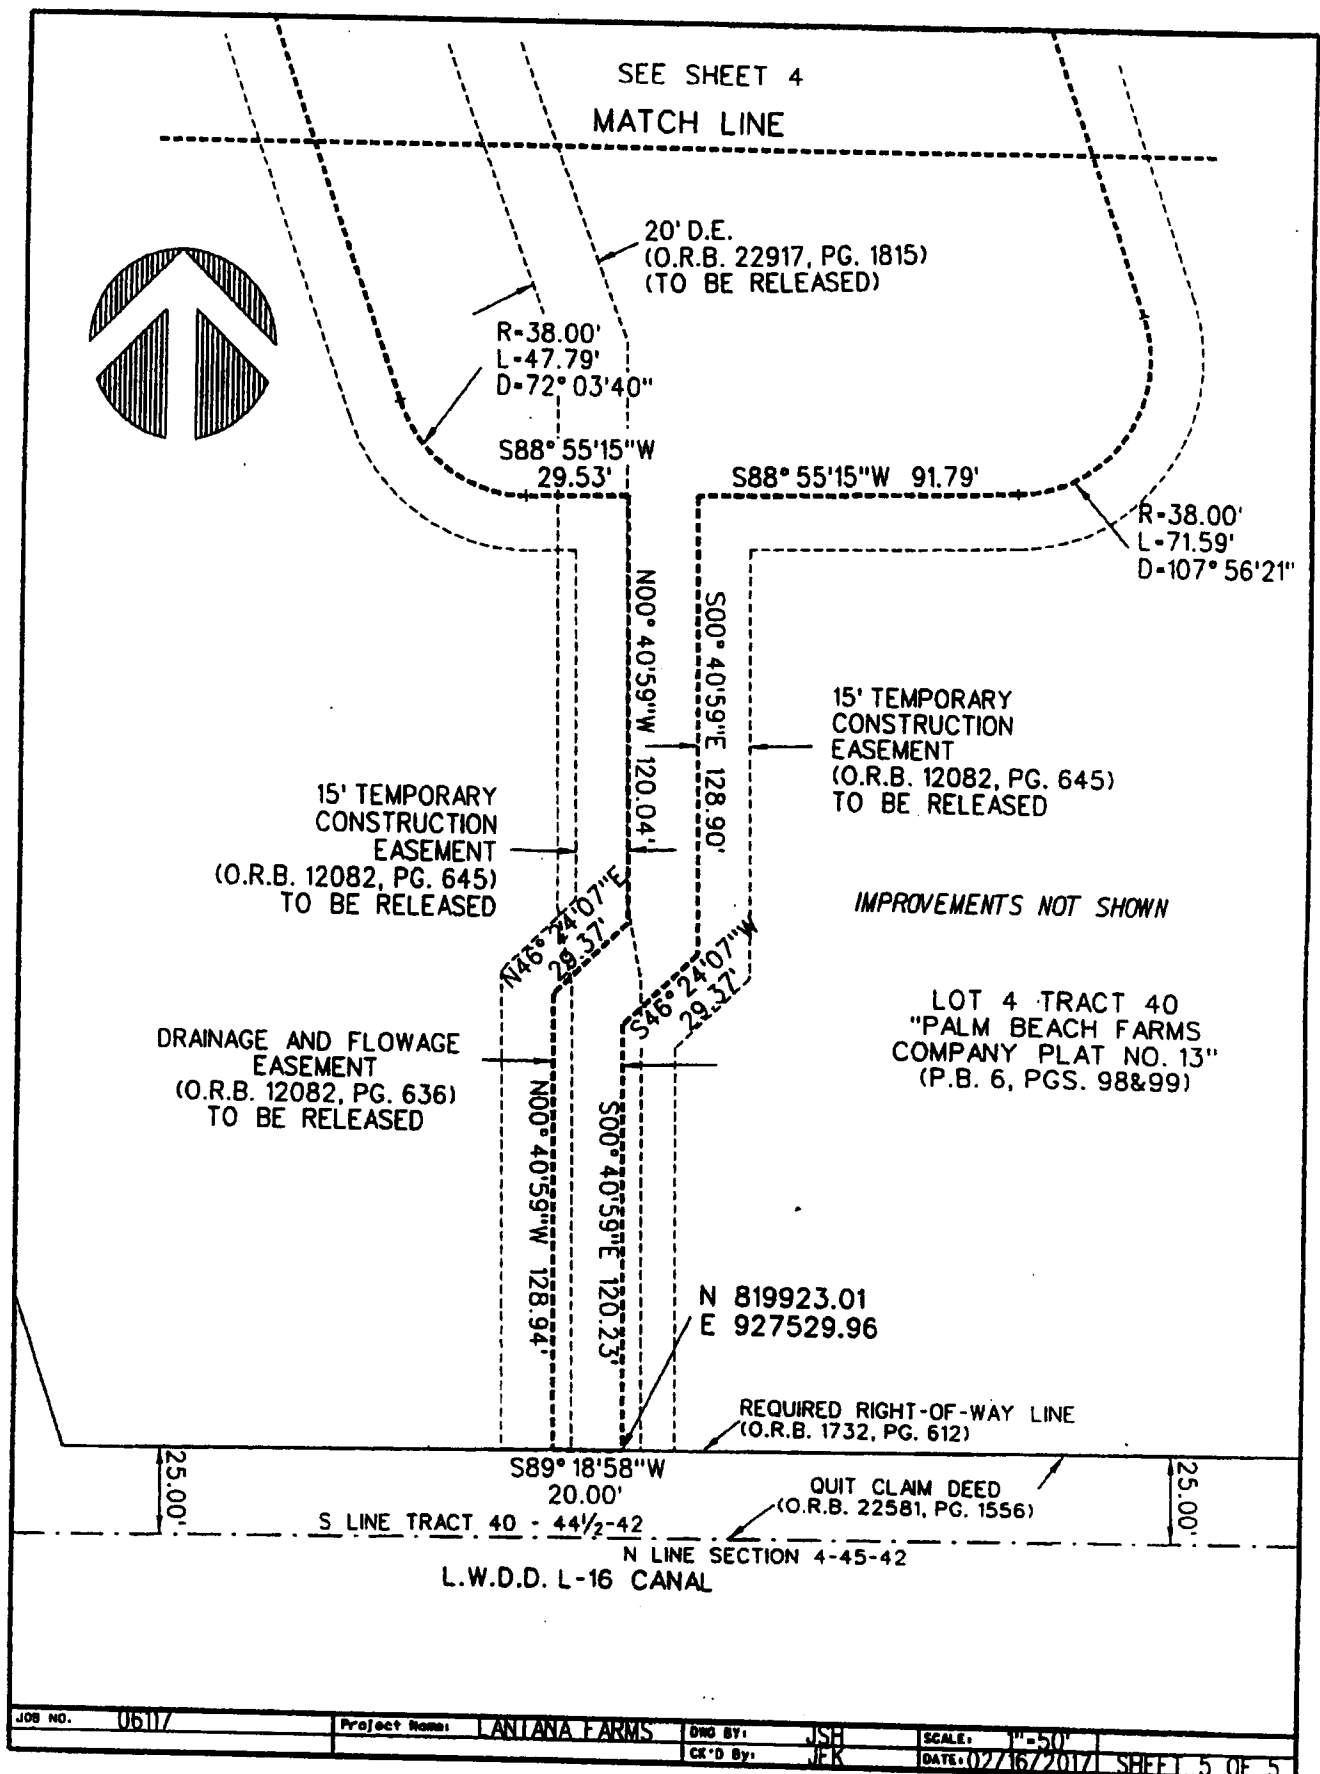 SEE SHEET 4
MATCH LINE
20' D.E.
(O.R.B. 22917, PG. 1815)
(TO BE RELEASED)
R=38.00'
L=47.79'
D=72°03'40"
S88°55'15"W
29.53'
S88°55'15"W 91.79'
R=38.00'
L=71.59'
D=107°56'21"
N00°40'59"W 120.04'
S00°40'59"E 128.90'
15' TEMPORARY
CONSTRUCTION
EASEMENT
(O.R.B. 12082, PG. 645)
TO BE RELEASED
15' TEMPORARY
CONSTRUCTION
EASEMENT
(O.R.B. 12082, PG. 645)
TO BE RELEASED
IMPROVEMENTS NOT SHOWN
N46°24'07"E
29.37'
S46°24'07"W
29.37'
LOT 4 TRACT 40
"PALM BEACH FARMS
COMPANY PLAT NO. 13"
(P.B. 6, PGS. 98&99)
DRAINAGE AND FLOWAGE
EASEMENT
(O.R.B. 12082, PG. 636)
TO BE RELEASED
N00°40'59"W 128.94'
S00°40'59"E 120.23'
N 819923.01
E 927529.96
REQUIRED RIGHT-OF-WAY LINE
(O.R.B. 1732, PG. 612)
25.00'
S89°18'58"W
20.00'
QUIT CLAIM DEED
(O.R.B. 22581, PG. 1556)
25.00'
S LINE TRACT 40 - 44½-42
N LINE SECTION 4-45-42
L.W.D.D. L-16 CANAL
JOB NO. 06117 Project Name: LANTANA FARMS DWG BY: JSH SCALE: 1"=50'
CK'D By: JEK DATE: 02/16/2017 SHEET 5 OF 5